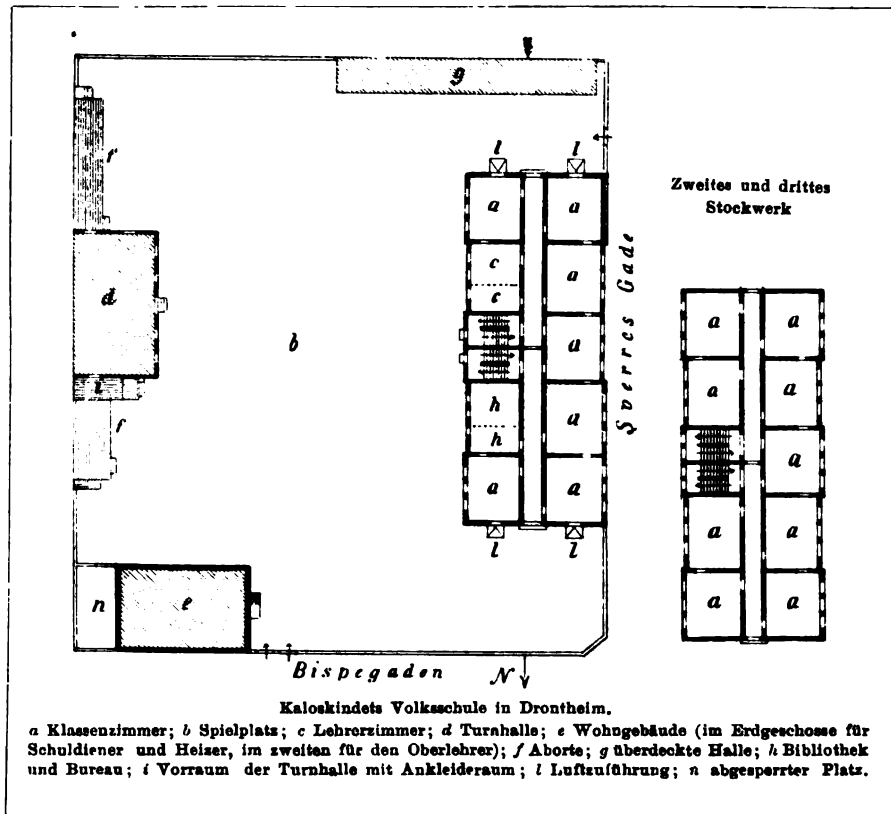 g
f
l
l
Zweites und drittes
Stockwerk
a
a
c
a
c
d
b
a
Sverres Gade
a
a
a
a
i
h
a
f
h
a
a
a
a
a
a
l
l
n
e
a
a
Bispegaden
N
Kaloskindets Volksschule in Drontheim.
a Klassenzimmer; b Spielplatz; c Lehrerzimmer; d Turnhalle; e Wohngebäude (im Erdgeschosse für
Schuldiener und Heizer, im zweiten für den Oberlehrer); f Aborte; g überdeckte Halle; h Bibliothek
und Bureau; i Vorraum der Turnhalle mit Ankleideraum; l Luftzuführung; n abgesperrter Platz.